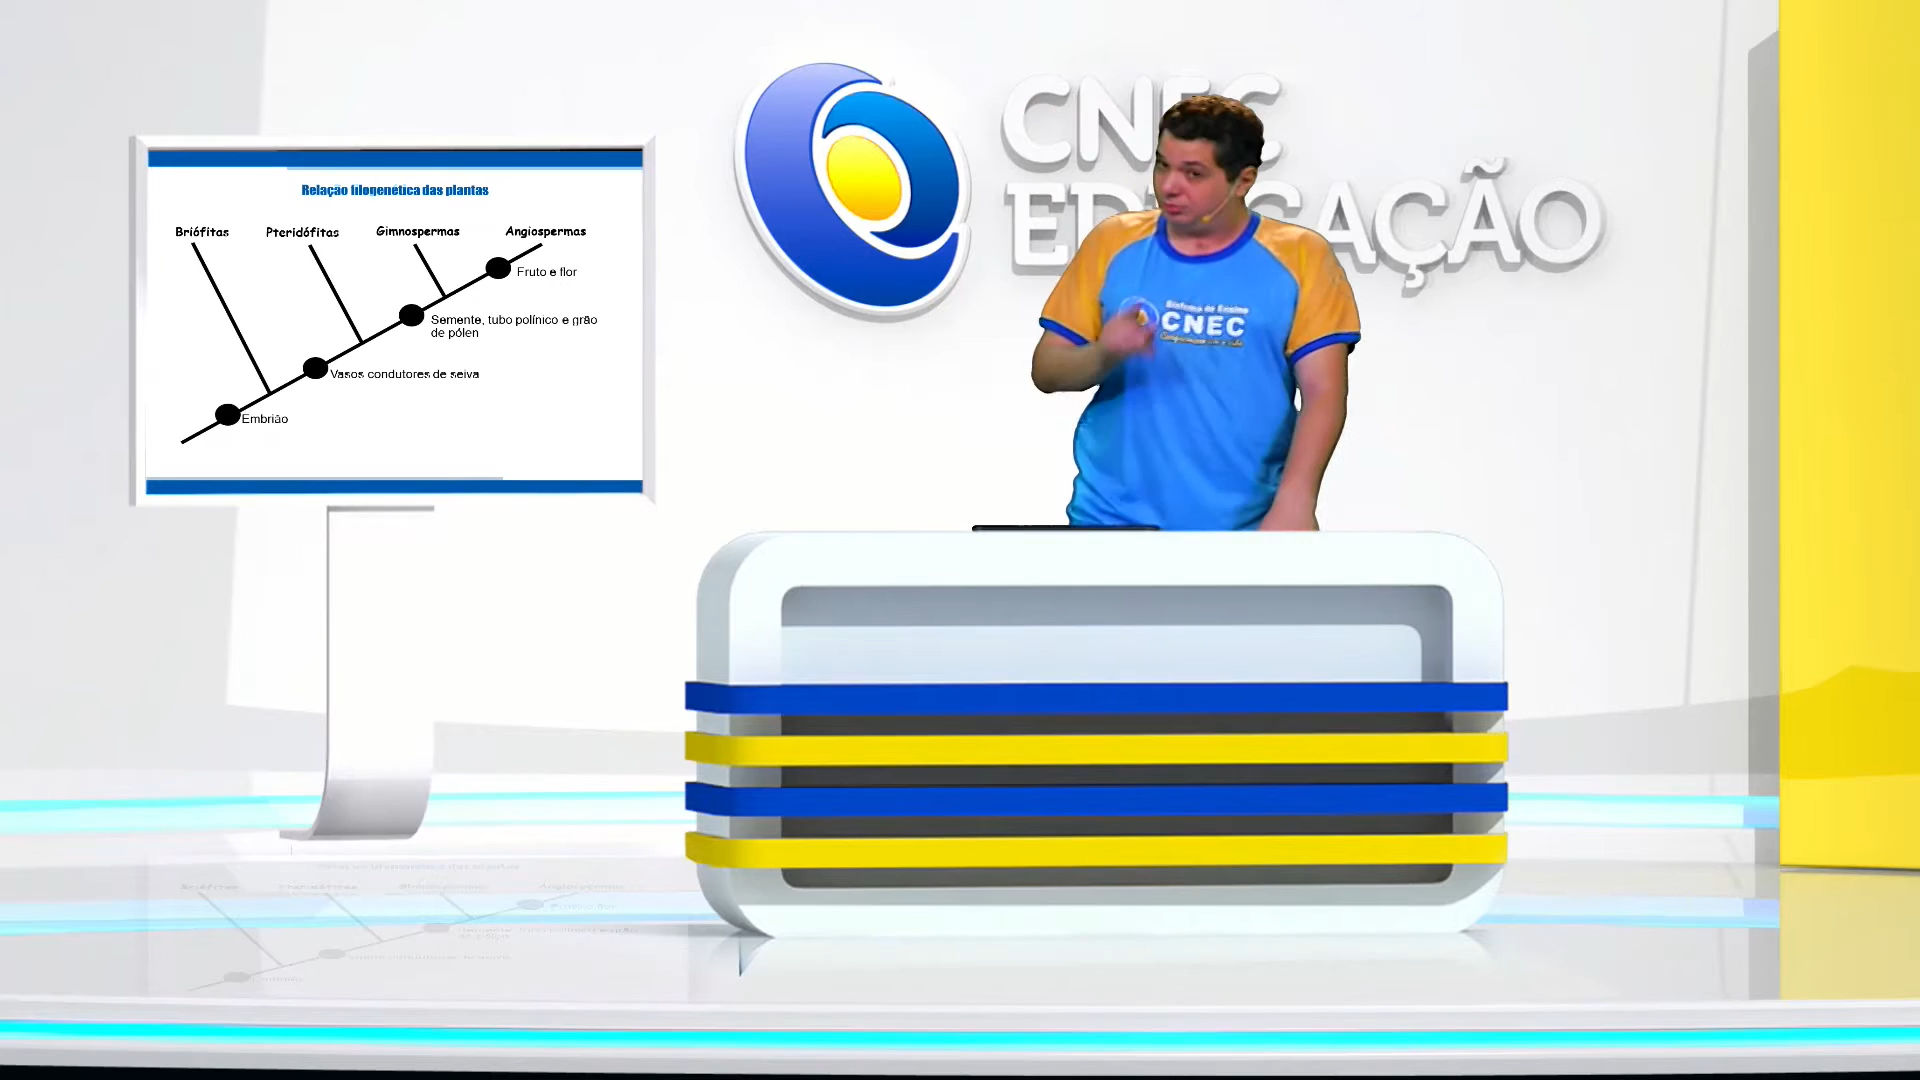 Relação filogenética das plantas
Briófitas
Pteridófitas
Gimnospermas
Angiospermas
Fruto e flor
Semente, tubo polínico e grão
de pólen
Vasos condutores de seiva
Embrião
CNEC
EDUCAÇÃO
Sistema de Ensino
CNEC